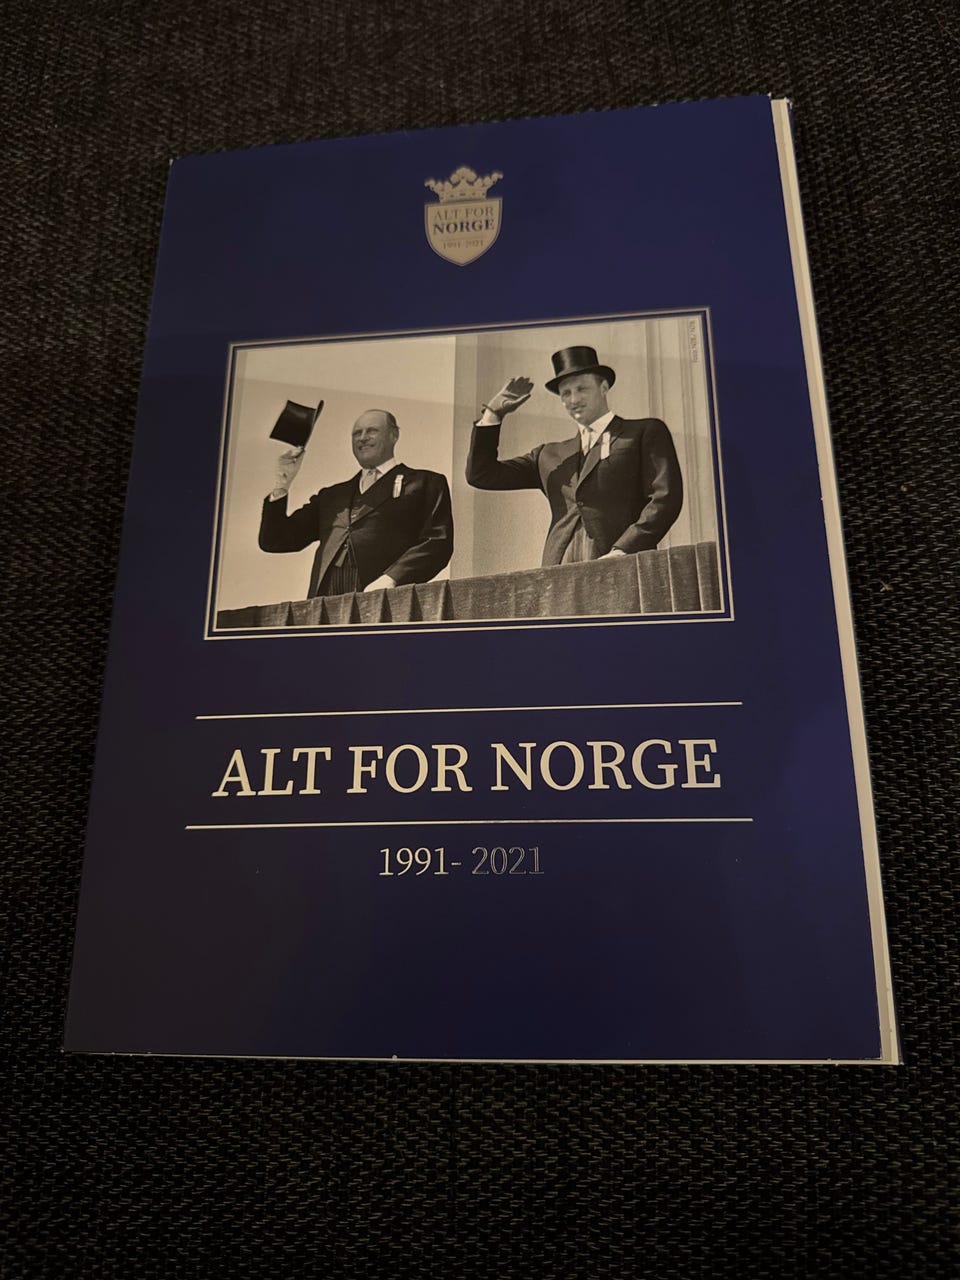 ALT FOR
NORGE
1991-2021
ALT FOR NORGE
1991- 2021